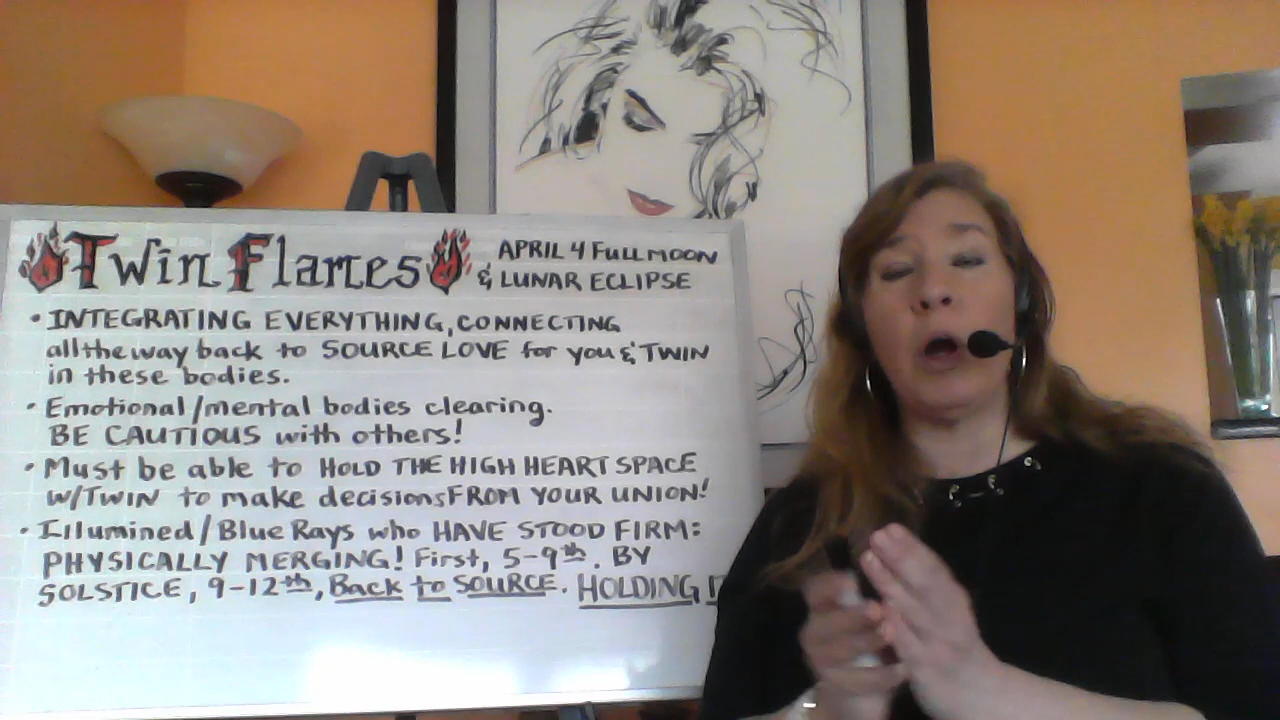 Twin Flames
APRIL 4 FULL MOON
& LUNAR ECLIPSE
• INTEGRATING EVERYTHING, CONNECTING
all the way back to SOURCE LOVE for you & TWIN
in these bodies.
• Emotional/mental bodies clearing.
BE CAUTIOUS with others!
• Must be able to HOLD THE HIGH HEART SPACE
W/TWIN to make decisions FROM YOUR UNION!
• Illumined/Blue Rays who HAVE STOOD FIRM:
PHYSICALLY MERGING! First, 5-9th. BY
SOLSTICE, 9-12th, Back to SOURCE. HOLDING